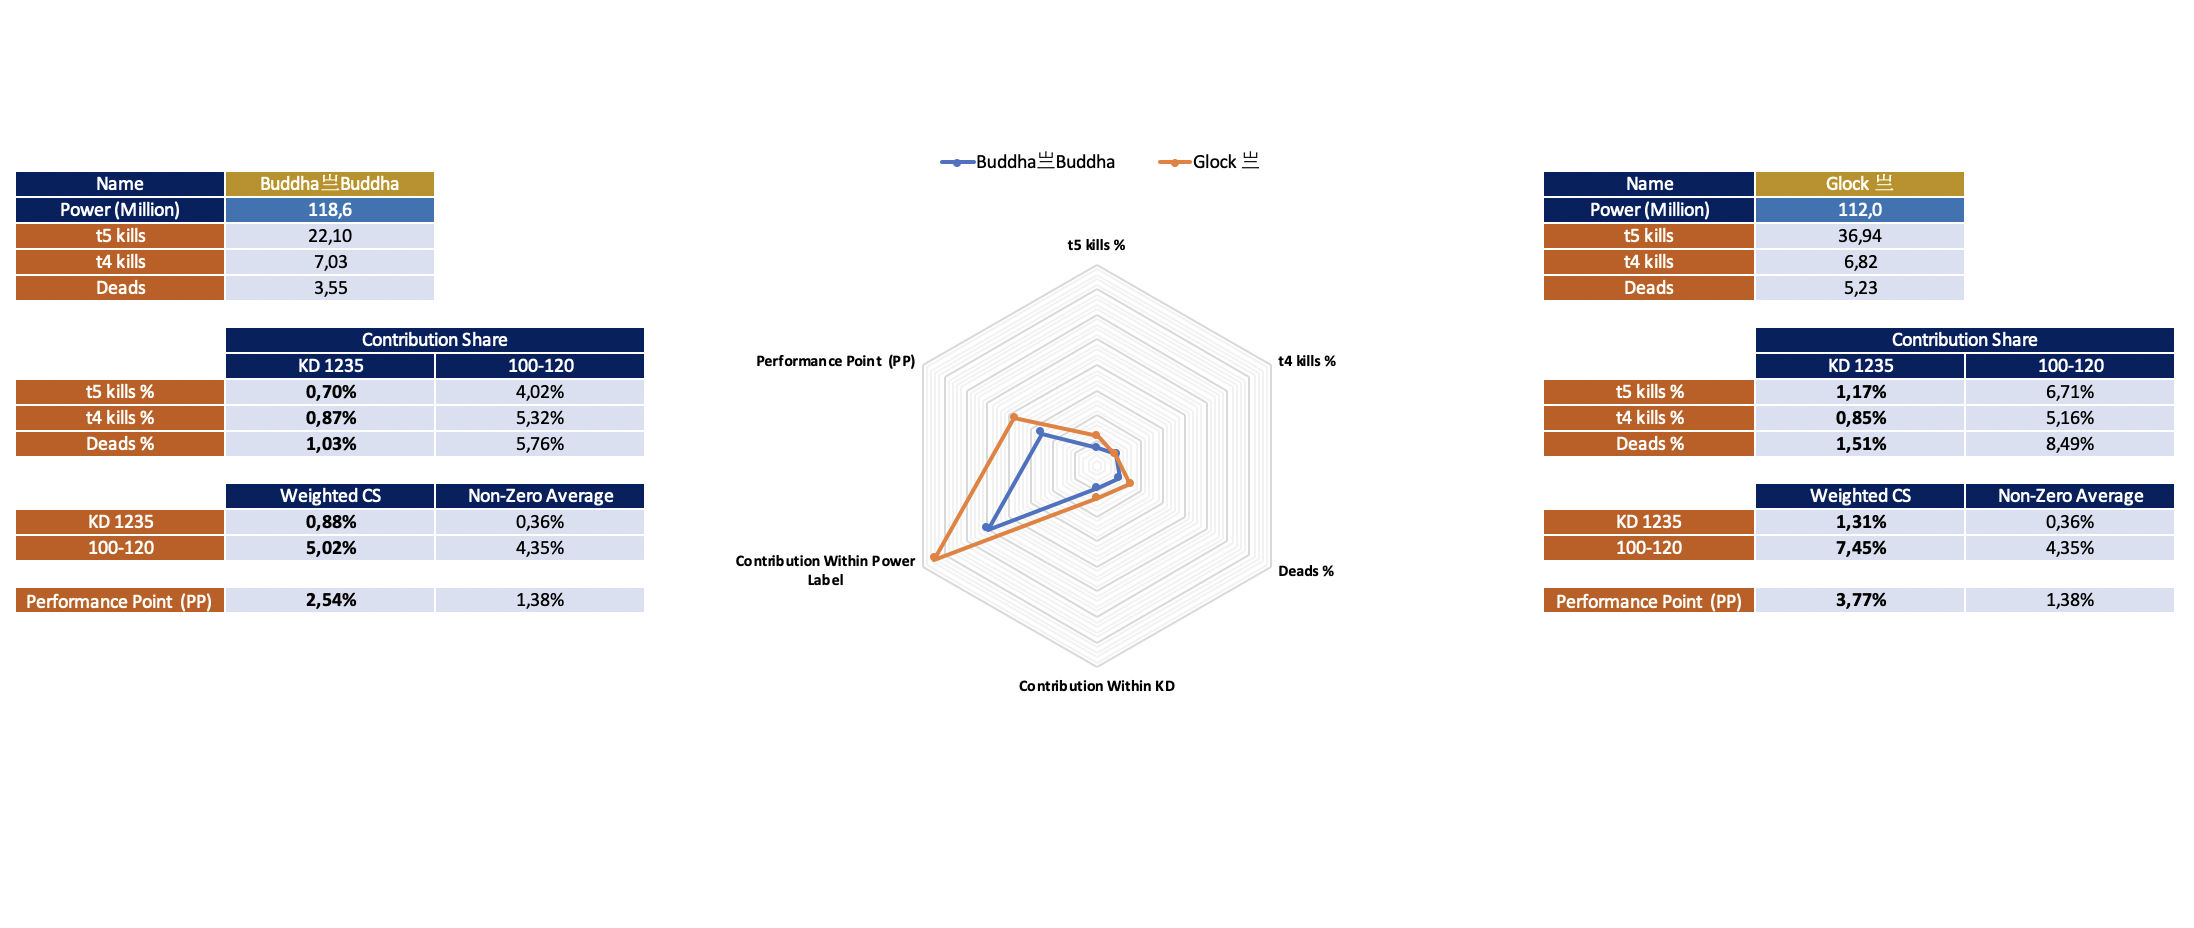 Buddha亗Buddha
Glock 亗
Name Buddha亗Buddha
Power (Million) 118,6
t5 kills 22,10
t4 kills 7,03
Deads 3,55
Contribution Share
KD 1235 100-120
t5 kills % 0,70% 4,02%
t4 kills % 0,87% 5,32%
Deads % 1,03% 5,76%
Weighted CS Non-Zero Average
KD 1235 0,88% 0,36%
100-120 5,02% 4,35%
Performance Point (PP) 2,54% 1,38%
t5 kills %
t4 kills %
Deads %
Contribution Within KD
Contribution Within Power
Label
Performance Point (PP)
Name Glock 亗
Power (Million) 112,0
t5 kills 36,94
t4 kills 6,82
Deads 5,23
Contribution Share
KD 1235 100-120
t5 kills % 1,17% 6,71%
t4 kills % 0,85% 5,16%
Deads % 1,51% 8,49%
Weighted CS Non-Zero Average
KD 1235 1,31% 0,36%
100-120 7,45% 4,35%
Performance Point (PP) 3,77% 1,38%